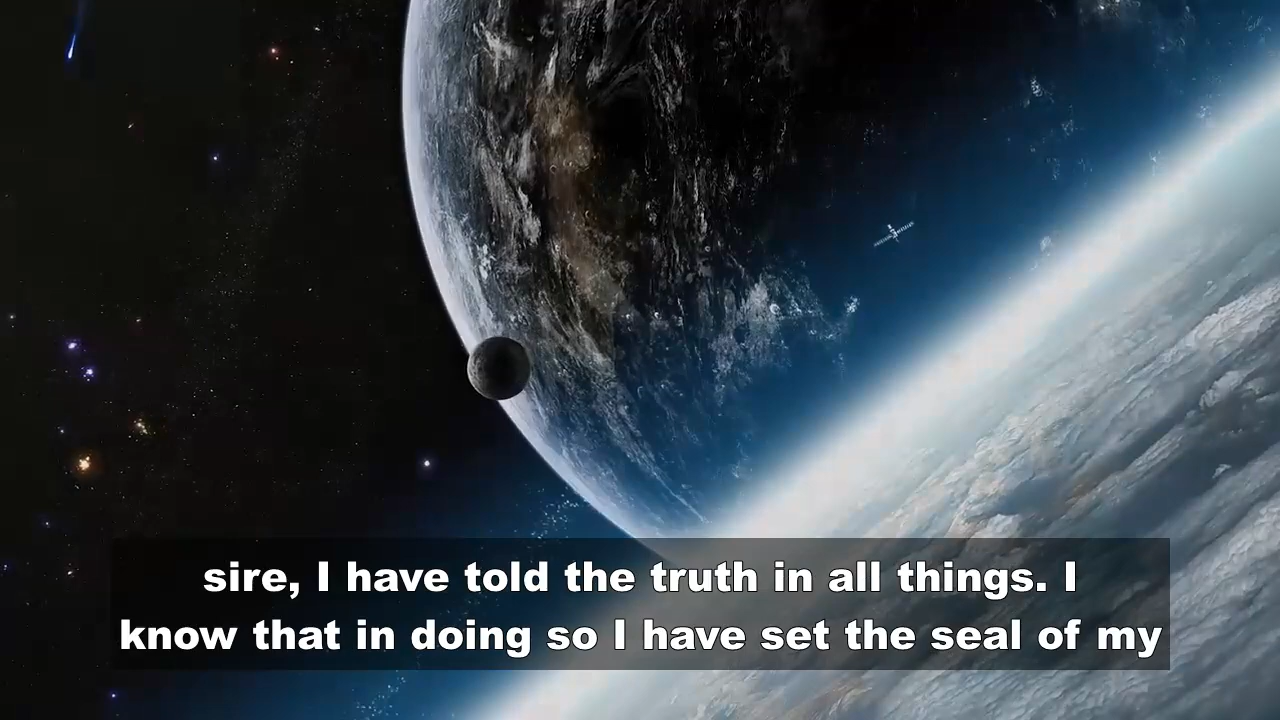 sire, I have told the truth in all things. I
know that in doing so I have set the seal of my